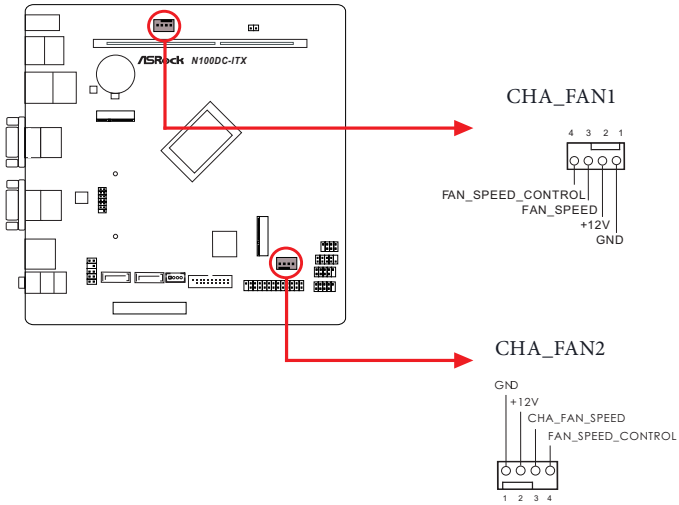 ASRock N100DC-ITX
CHA_FAN1
4 3 2 1
FAN_SPEED_CONTROL
FAN_SPEED
+12V
GND
CHA_FAN2
GND
+12V
CHA_FAN_SPEED
FAN_SPEED_CONTROL
1 2 3 4